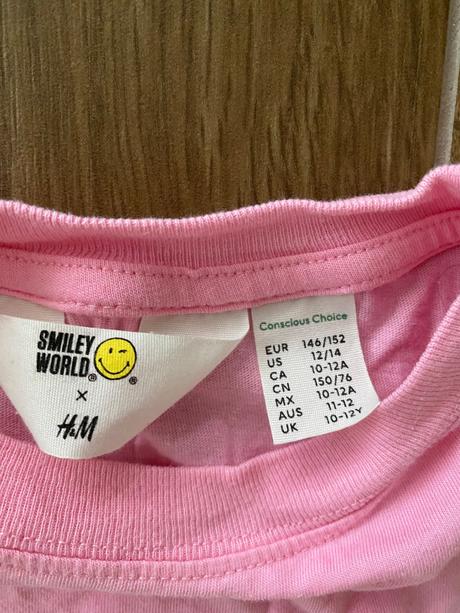 SMILEY
WORLD®®
×
H&M
Conscious Choice
EUR 146/152
US 12/14
CA 10-12A
CN 150/76
MX 10-12A
AUS 11-12
UK 10-12Y